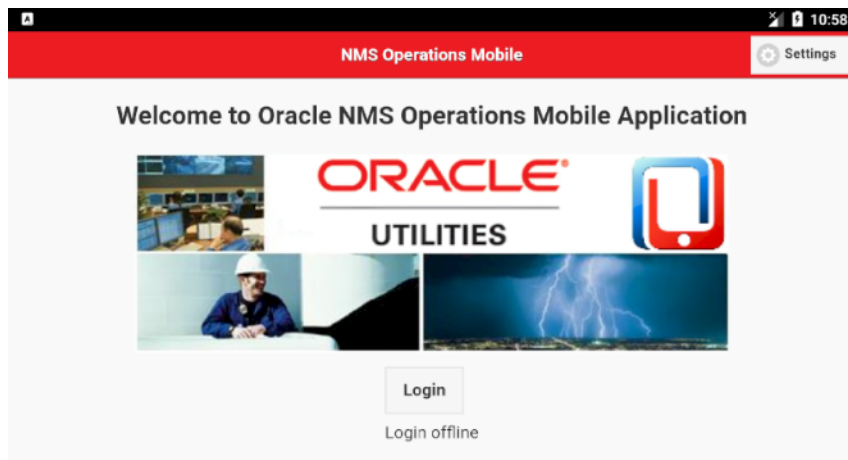 A
10:58
NMS Operations Mobile
Settings
Welcome to Oracle NMS Operations Mobile Application
ORACLE®
UTILITIES
Login
Login offline